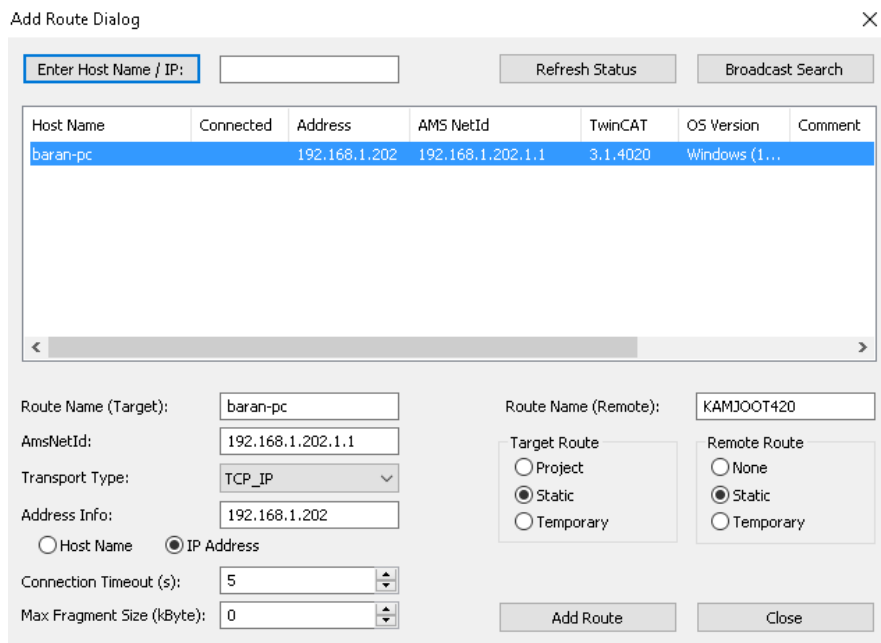 Add Route Dialog
Enter Host Name / IP: Refresh Status Broadcast Search
Host Name Connected Address AMS NetId TwinCAT OS Version Comment
baran-pc 192.168.1.202 192.168.1.202.1.1 3.1.4020 Windows (1...
Route Name (Target): baran-pc Route Name (Remote): KAMJOOT420
AmsNetId: 192.168.1.202.1.1 Target Route Remote Route
Project None
Transport Type: TCP_IP Static Static
Address Info: 192.168.1.202 Temporary Temporary
Host Name IP Address
Connection Timeout (s): 5
Max Fragment Size (kByte): 0 Add Route Close